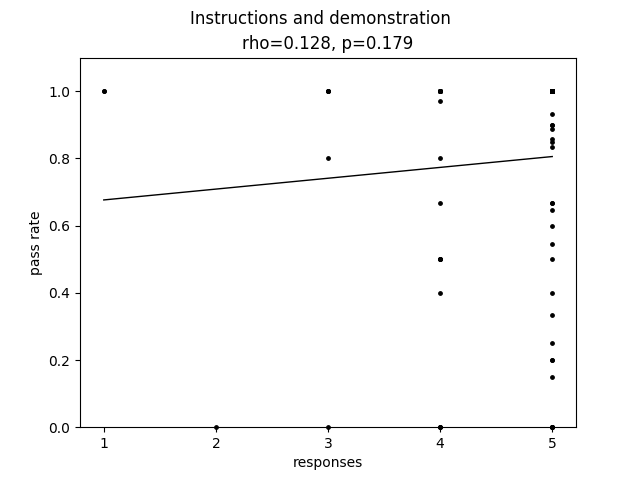 Instructions and demonstration
rho=0.128, p=0.179
1.0
0.8
0.6
0.4
0.2
0.0
pass rate
1 2 3 4 5
responses